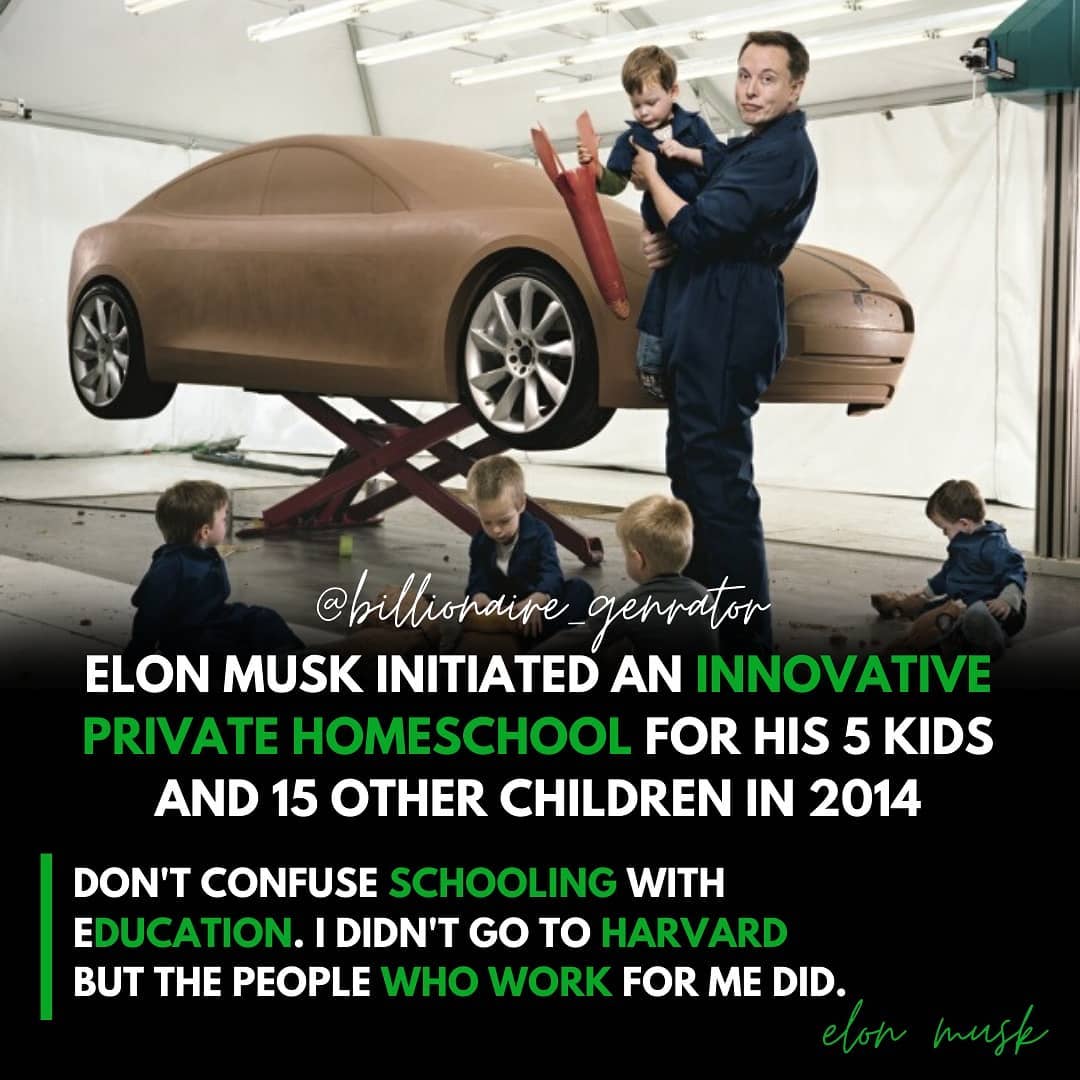 @billionaire_genrator
ELON MUSK INITIATED AN INNOVATIVE
PRIVATE HOMESCHOOL FOR HIS 5 KIDS
AND 15 OTHER CHILDREN IN 2014
DON'T CONFUSE SCHOOLING WITH
EDUCATION. I DIDN'T GO TO HARVARD
BUT THE PEOPLE WHO WORK FOR ME DID.
elon musk